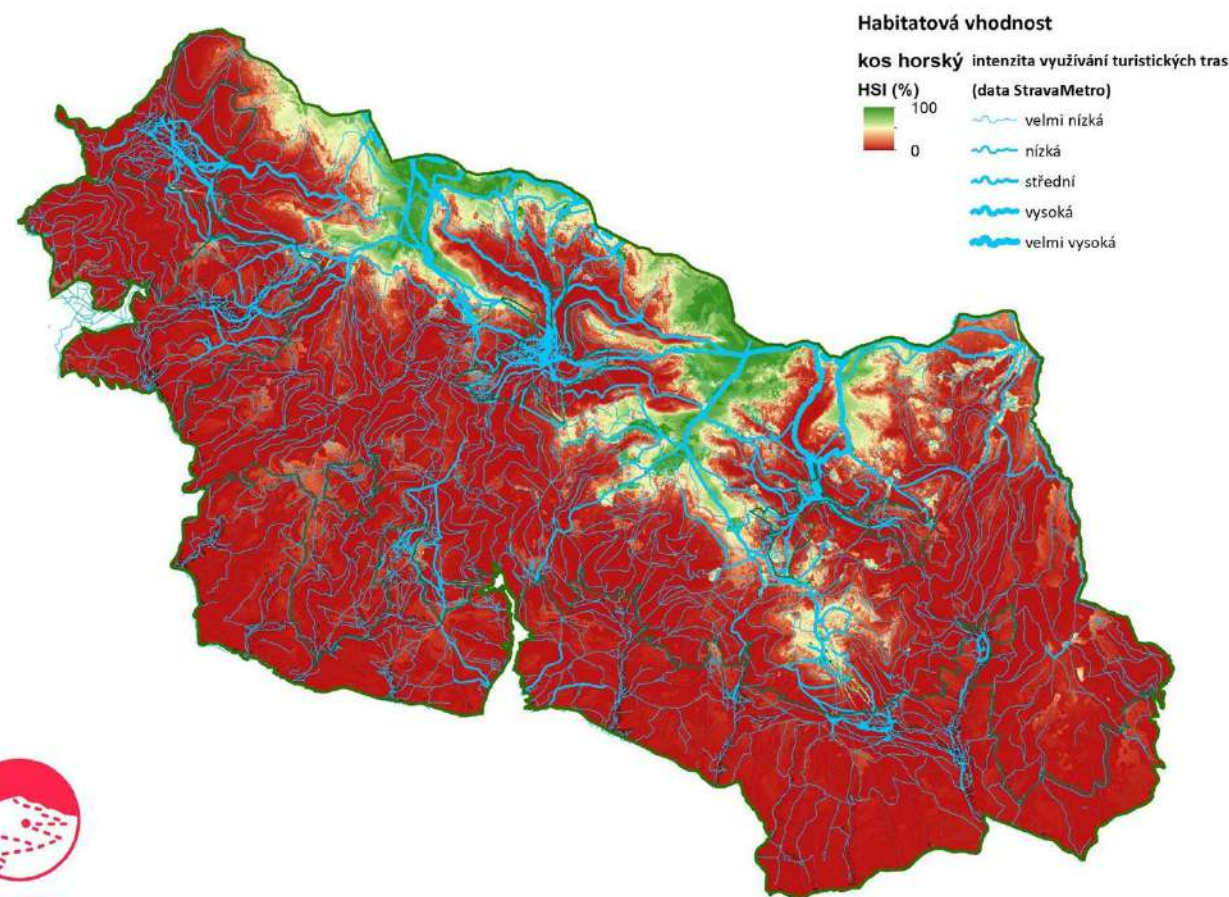 Habitatová vhodnost
kos horský intenzita využívání turistických tras
HSI (%) (data StravaMetro)
100
0
velmi nízká
nízká
střední
vysoká
velmi vysoká